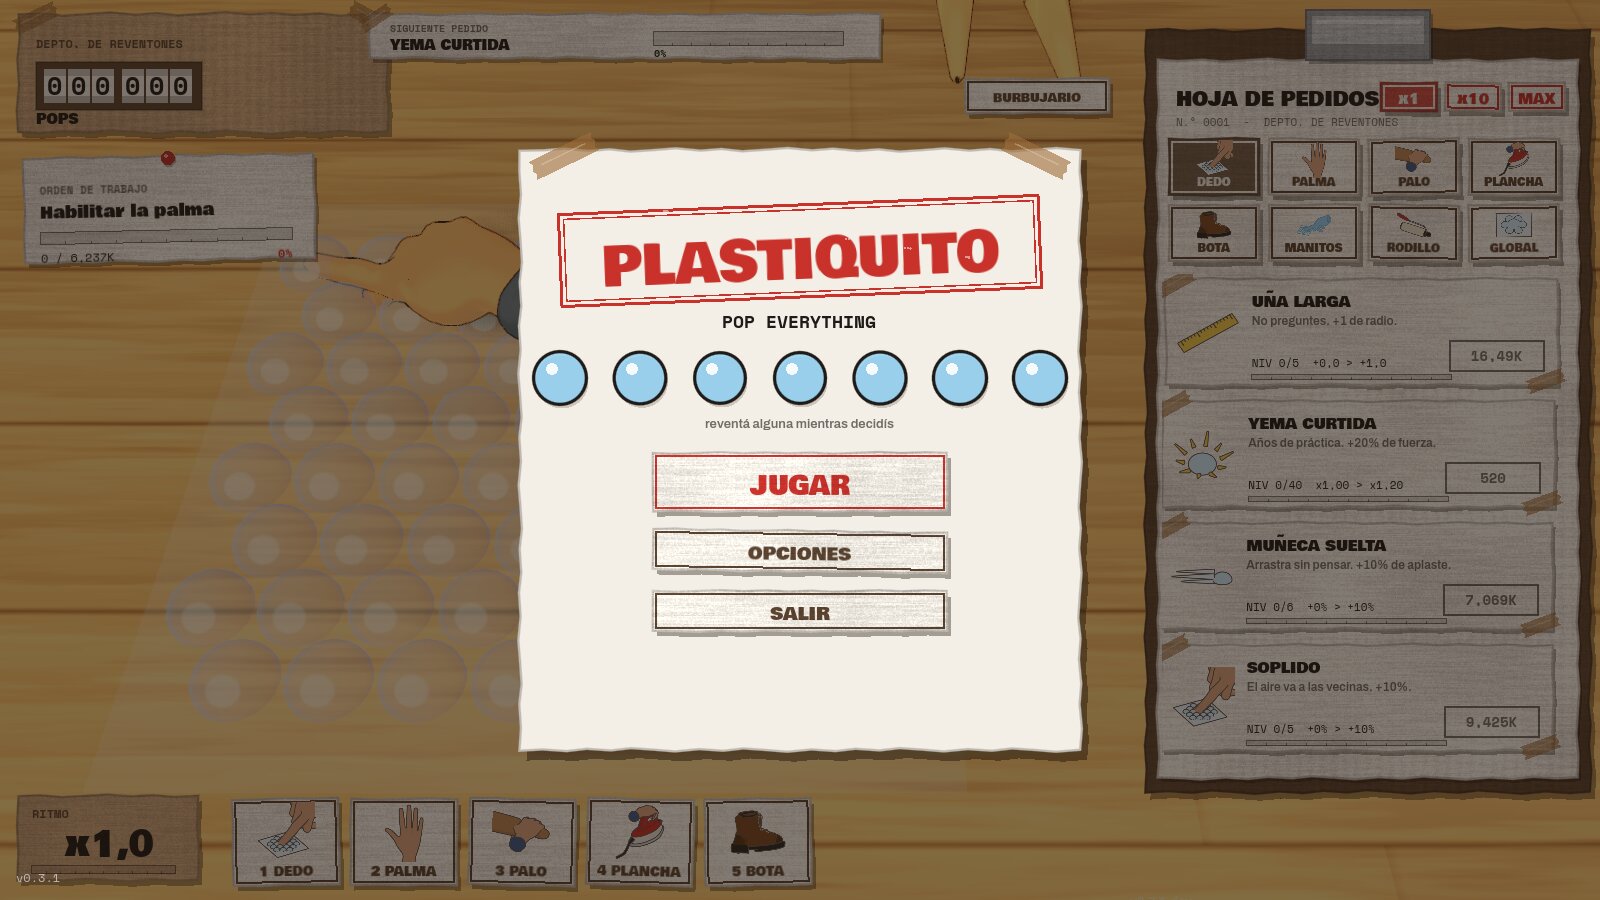 DEPTO. DE REVENTONES
000 000
POPS
SIGUIENTE PEDIDO
YEMA CURTIDA
0%
BURBUJARIO
ORDEN DE TRABAJO
Habilitar la palma
0 / 6.237K
0%
PLASTIQUITO
POP EVERYTHING
reventá alguna mientras decidís
JUGAR
OPCIONES
SALIR
HOJA DE PEDIDOS
x1
x10
MAX
N.° 0001 - DEPTO. DE REVENTONES
DEDO
PALMA
PALO
PLANCHA
BOTA
MANITOS
RODILLO
GLOBAL
UÑA LARGA
No preguntes. +1 de radio.
NIV 0/5 +0,0 > +1,0
16.49K
YEMA CURTIDA
Años de práctica. +20% de fuerza.
NIV 0/40 x1,00 > x1,20
520
MUÑECA SUELTA
Arrastra sin pensar. +10% de aplaste.
NIV 0/6 +0% > +10%
7.069K
SOPLIDO
El aire va a las vecinas. +10%.
NIV 0/5 +0% > +10%
9.425K
RITMO
x1,0
v0.3.1
1 DEDO
2 PALMA
3 PALO
4 PLANCHA
5 BOTA